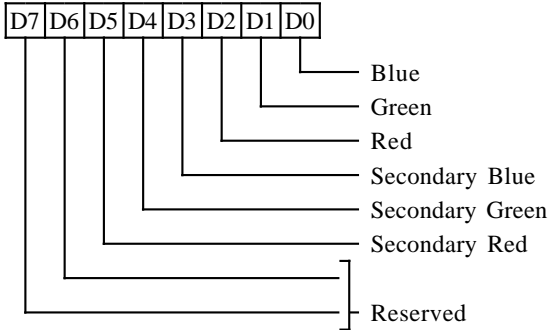 D7 D6 D5 D4 D3 D2 D1 D0
Blue
Green
Red
Secondary Blue
Secondary Green
Secondary Red
Reserved